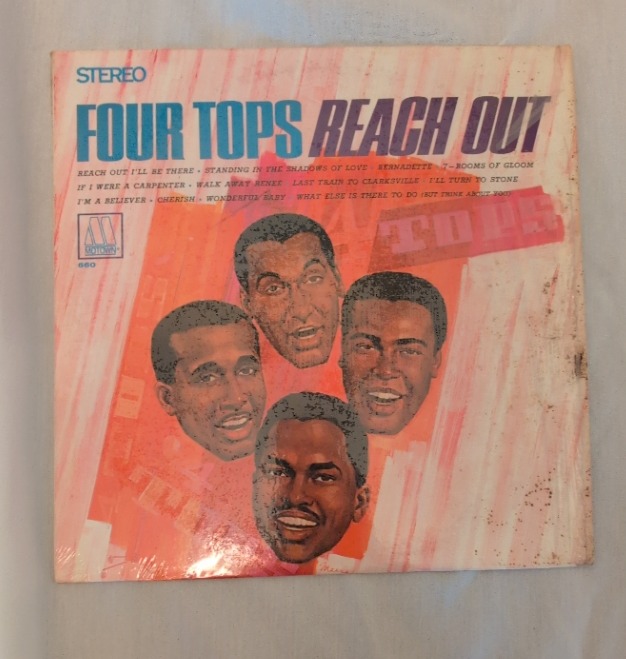 STEREO
FOUR TOPS REACH OUT
REACH OUT I'LL BE THERE • STANDING IN THE SHADOWS OF LOVE • BERNADETTE • 7-ROOMS OF GLOOM
IF I WERE A CARPENTER • WALK AWAY RENEE • LAST TRAIN TO CLARKSVILLE • I'LL TURN TO STONE
I'M A BELIEVER • CHERISH • WONDERFUL BABY • WHAT ELSE IS THERE TO DO (BUT THINK ABOUT YOU)
TOPS
M
MOTOWN
660